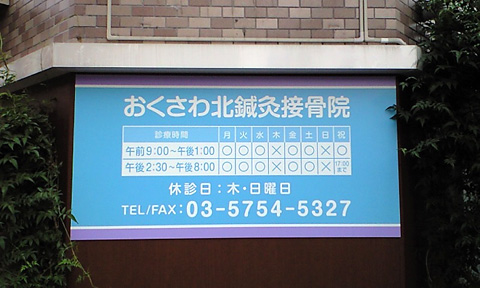 おくさわ北鍼灸接骨院
診療時間 月 火 水 木 金 土 日 祝
午前9:00〜午後1:00 ○ ○ ○ × ○ ○ × ○
午後2:30〜午後8:00 ○ ○ ○ × ○ ○ × 17:00まで
休診日:木・日曜日
TEL/FAX:03-5754-5327